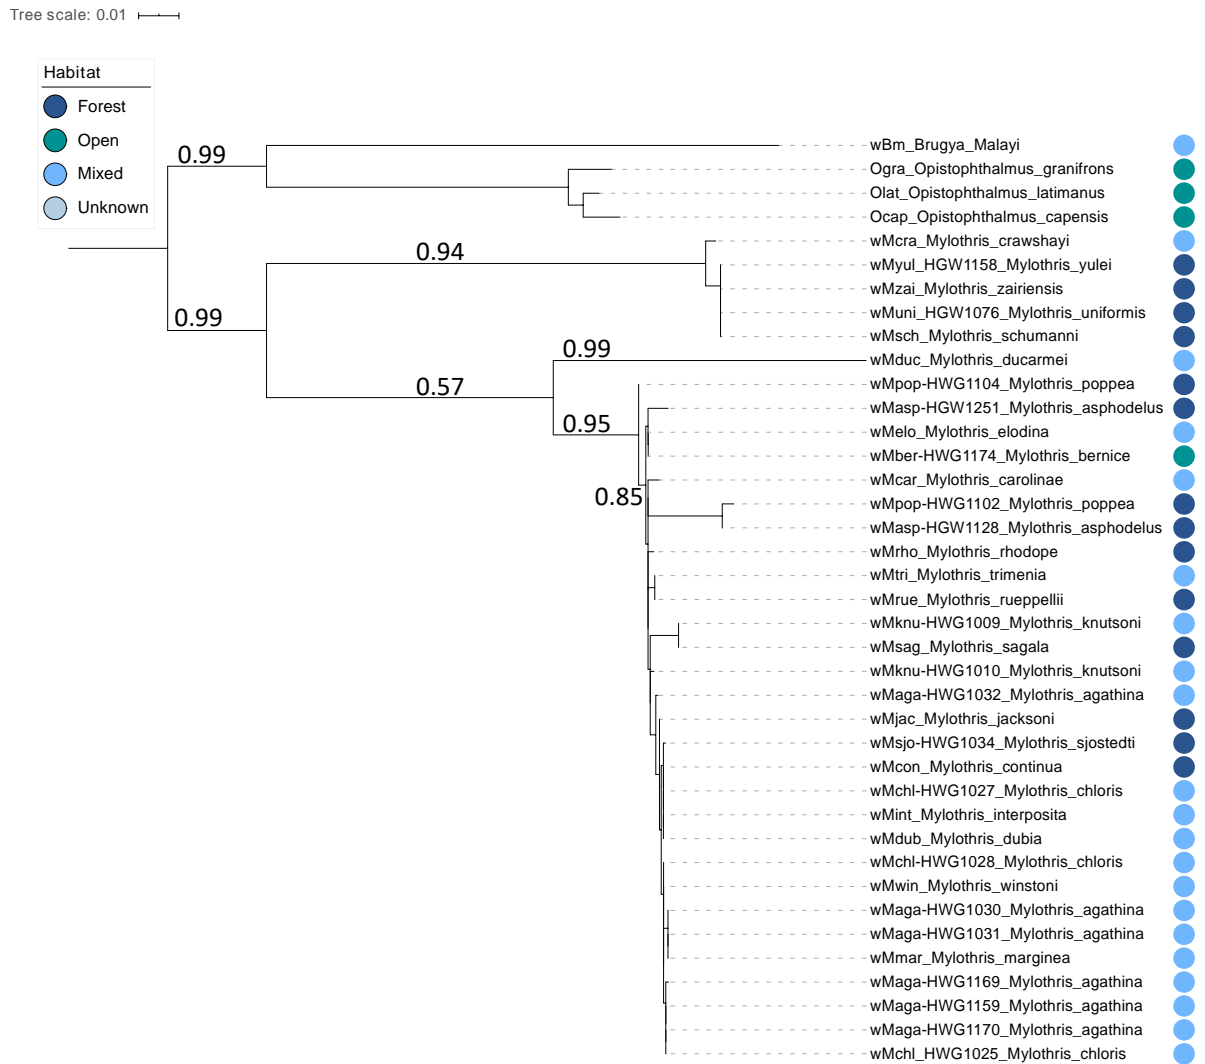 Tree scale: 0.01
Habitat
Forest
Open
Mixed
Unknown
0.99
wBm_Brugya_Malayi
Ogra_Opistophthalmus_granifrons
Olat_Opistophthalmus_latimanus
Ocap_Opistophthalmus_capensis
wMcra_Mylothris_crawshayi
0.94
wMyul_HGW1158_Mylothris_yulei
wMzai_Mylothris_zairiensis
wMuni_HGW1076_Mylothris_uniformis
0.99
wMsch_Mylothris_schumanni
0.99
wMduc_Mylothris_ducarmei
0.57
wMpop-HWG1104_Mylothris_poppea
wMasp-HGW1251_Mylothris_asphodelus
0.95
wMelo_Mylothris_elodina
wMber-HWG1174_Mylothris_bernice
wMcar_Mylothris_carolinae
0.85
wMpop-HWG1102_Mylothris_poppea
wMasp-HGW1128_Mylothris_asphodelus
wMrho_Mylothris_rhodope
wMtri_Mylothris_trimenia
wMrue_Mylothris_rueppellii
wMknu-HWG1009_Mylothris_knutsoni
wMsag_Mylothris_sagala
wMknu-HWG1010_Mylothris_knutsoni
wMaga-HWG1032_Mylothris_agathina
wMjac_Mylothris_jacksoni
wMsjo-HWG1034_Mylothris_sjostedti
wMcon_Mylothris_continua
wMchl-HWG1027_Mylothris_chloris
wMint_Mylothris_interposita
wMdub_Mylothris_dubia
wMchl-HWG1028_Mylothris_chloris
wMwin_Mylothris_winstoni
wMaga-HWG1030_Mylothris_agathina
wMaga-HWG1031_Mylothris_agathina
wMmar_Mylothris_marginea
wMaga-HWG1169_Mylothris_agathina
wMaga-HWG1159_Mylothris_agathina
wMaga-HWG1170_Mylothris_agathina
wMchl_HWG1025_Mylothris_chloris